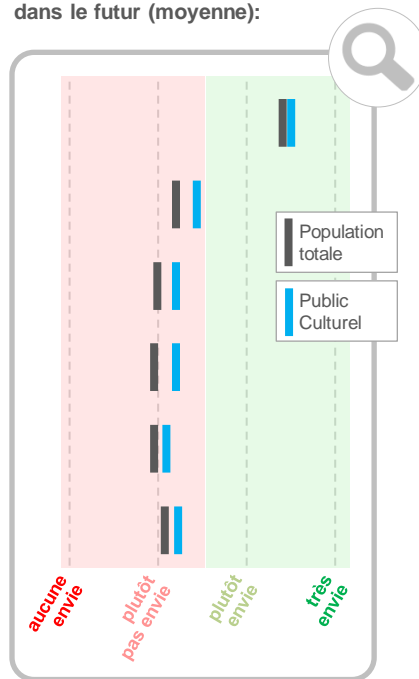 dans le futur (moyenne):
Population
totale
Public
Culturel
aucune
envie
plutôt
pas envie
plutôt
envie
très
envie